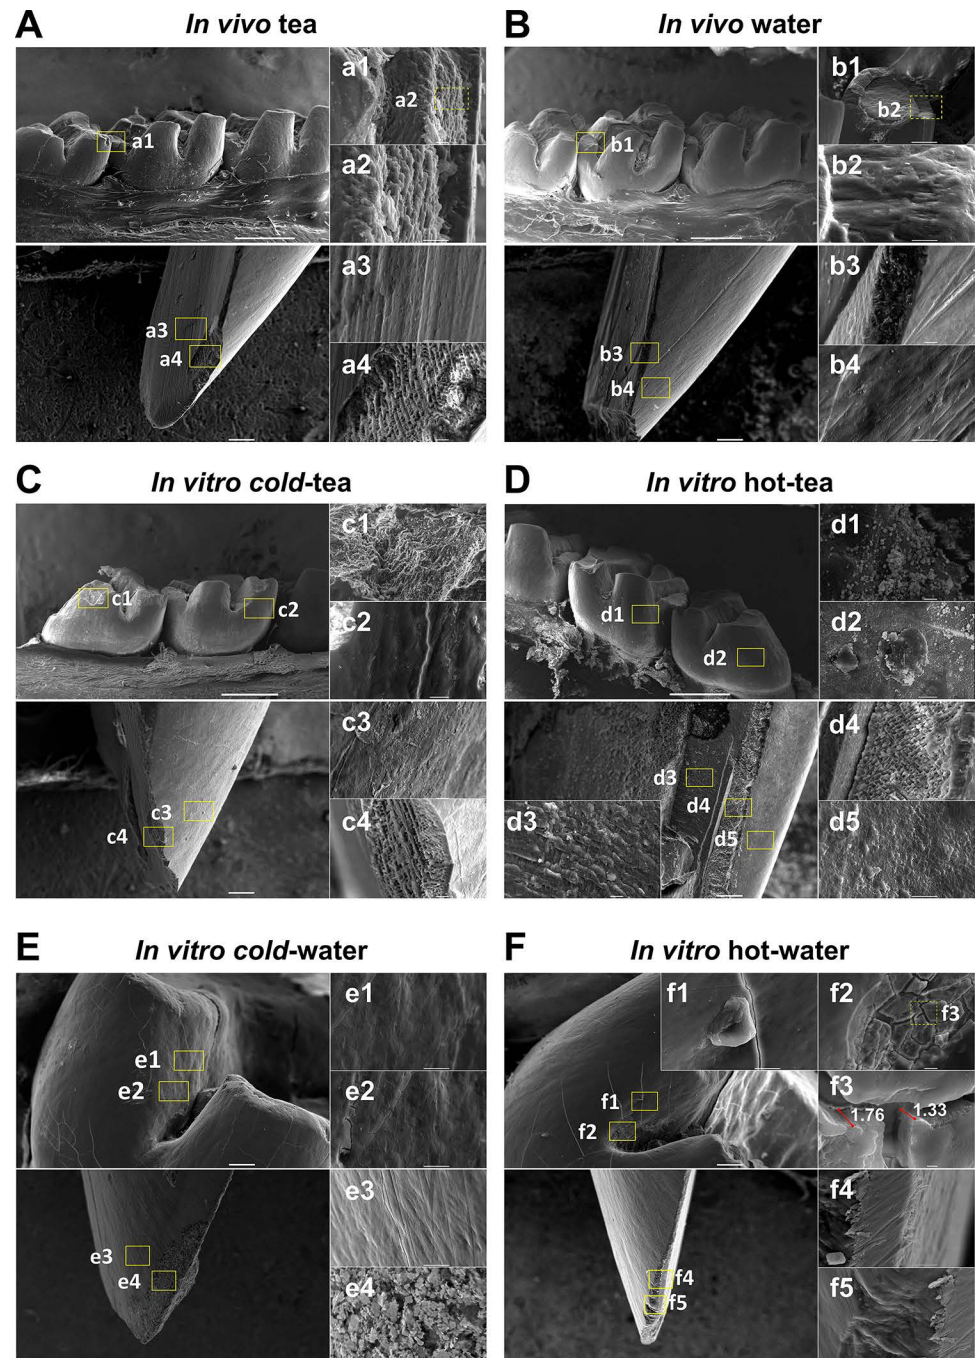 A In vivo tea
a1
a1
a2
a2
a3
a4
a3
a4
B In vivo water
b1
b1
b2
b2
b3
b4
b3
b4
C In vitro cold-tea
c1
c2
c1
c2
c3
c4
c3
c4
D In vitro hot-tea
d1
d2
d1
d2
d3
d4
d5
d3
d4
d5
E In vitro cold-water
e1
e2
e1
e2
e3
e4
e3
e4
F In vitro hot-water
f1
f2
f3
f1
f2
f3
1.76
1.33
f4
f5
f4
f5